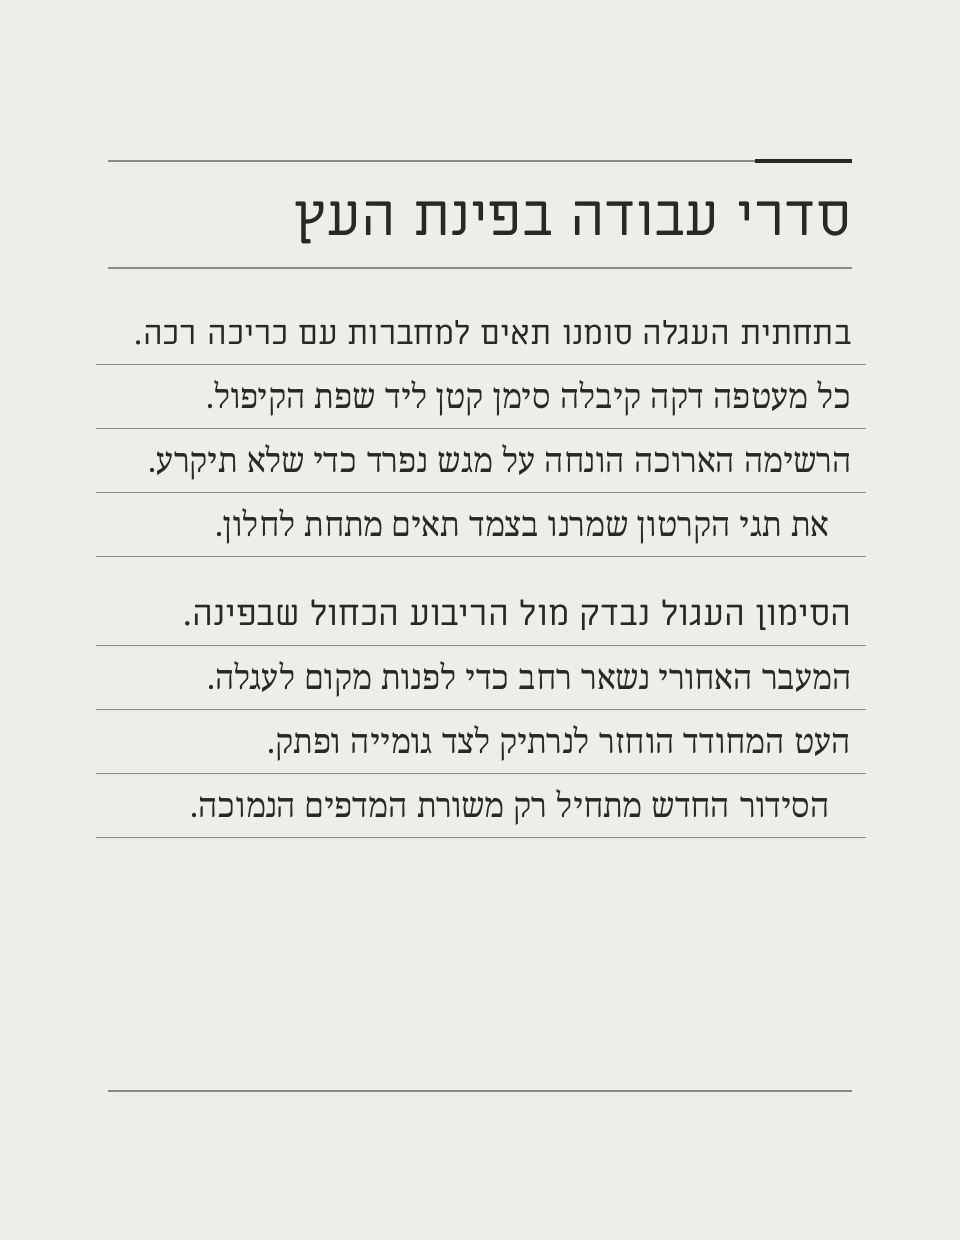 סדרי עבודה בפינת העץ
בתחתית העגלה סומנו תאים למחברות עם כריכה רכה.
כל מעטפה דקה קיבלה סימן קטן ליד שפת הקיפול.
הרשימה הארוכה הונחה על מגש נפרד כדי שלא תיקרע.
את תגי הקרטון שמרנו בצמד תאים מתחת לחלון.
הסימון העגול נבדק מול הריבוע הכחול שבפינה.
המעבר האחורי נשאר רחב כדי לפנות מקום לעגלה.
העט המחודד הוחזר לנרתיק לצד גומייה ופתק.
הסידור החדש מתחיל רק משורת המדפים הנמוכה.